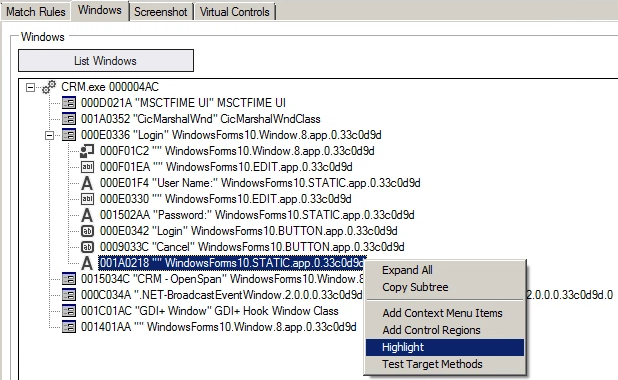 Match Rules Windows Screenshot Virtual Controls
Windows
List Windows
CRM.exe 000004AC
000D021A "MSCTFIME UI" MSCTFIME UI
001A0352 "CicMarshalWnd" CicMarshalWndClass
000E0336 "Login" WindowsForms10.Window.8.app.0.33c0d9d
000F01C2 "" WindowsForms10.Window.8.app.0.33c0d9d
000F01EA "" WindowsForms10.EDIT.app.0.33c0d9d
000E01F4 "User Name:" WindowsForms10.STATIC.app.0.33c0d9d
000E0330 "" WindowsForms10.EDIT.app.0.33c0d9d
001502AA "Password:" WindowsForms10.STATIC.app.0.33c0d9d
000E0342 "Login" WindowsForms10.BUTTON.app.0.33c0d9d
0009033C "Cancel" WindowsForms10.BUTTON.app.0.33c0d9d
001A0218 "" WindowsForms10.STATIC.app.0.33c0d9d
0015034C "CRM - OpenSpan" WindowsForms10.Window.8
000C034A ".NET-BroadcastEventWindow.2.0.0.0.33c0d 2.0.0.0.33c0d9d.0
001C01AC "GDI+ Window" GDI+ Hook Window Class
001401AA "" WindowsForms10.Window.8.app.0.33c0d9d
Expand All
Copy Subtree
Add Context Menu Items
Add Control Regions
Highlight
Test Target Methods